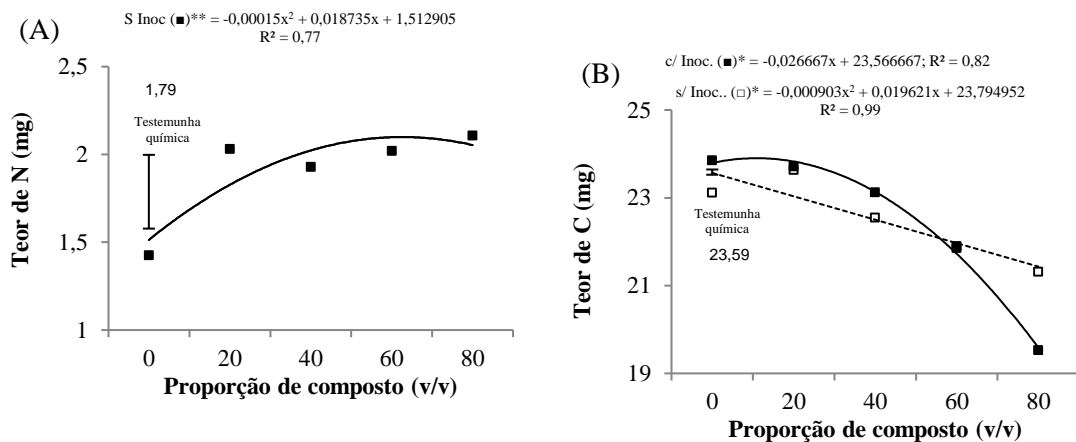 (A)
S Inoc (■)** = -0,00015x² + 0,018735x + 1,512905
R² = 0,77
2,5
2
1,5
1
Teor de N (mg)
1,79
Testemunha
química
0 20 40 60 80
Proporção de composto (v/v)
(B)
c/ Inoc. (■)* = -0,026667x + 23,566667; R² = 0,82
s/ Inoc.. (□)* = -0,000903x² + 0,019621x + 23,794952
R² = 0,99
25
23
21
19
Teor de C (mg)
Testemunha
química
23,59
0 20 40 60 80
Proporção de composto (v/v)